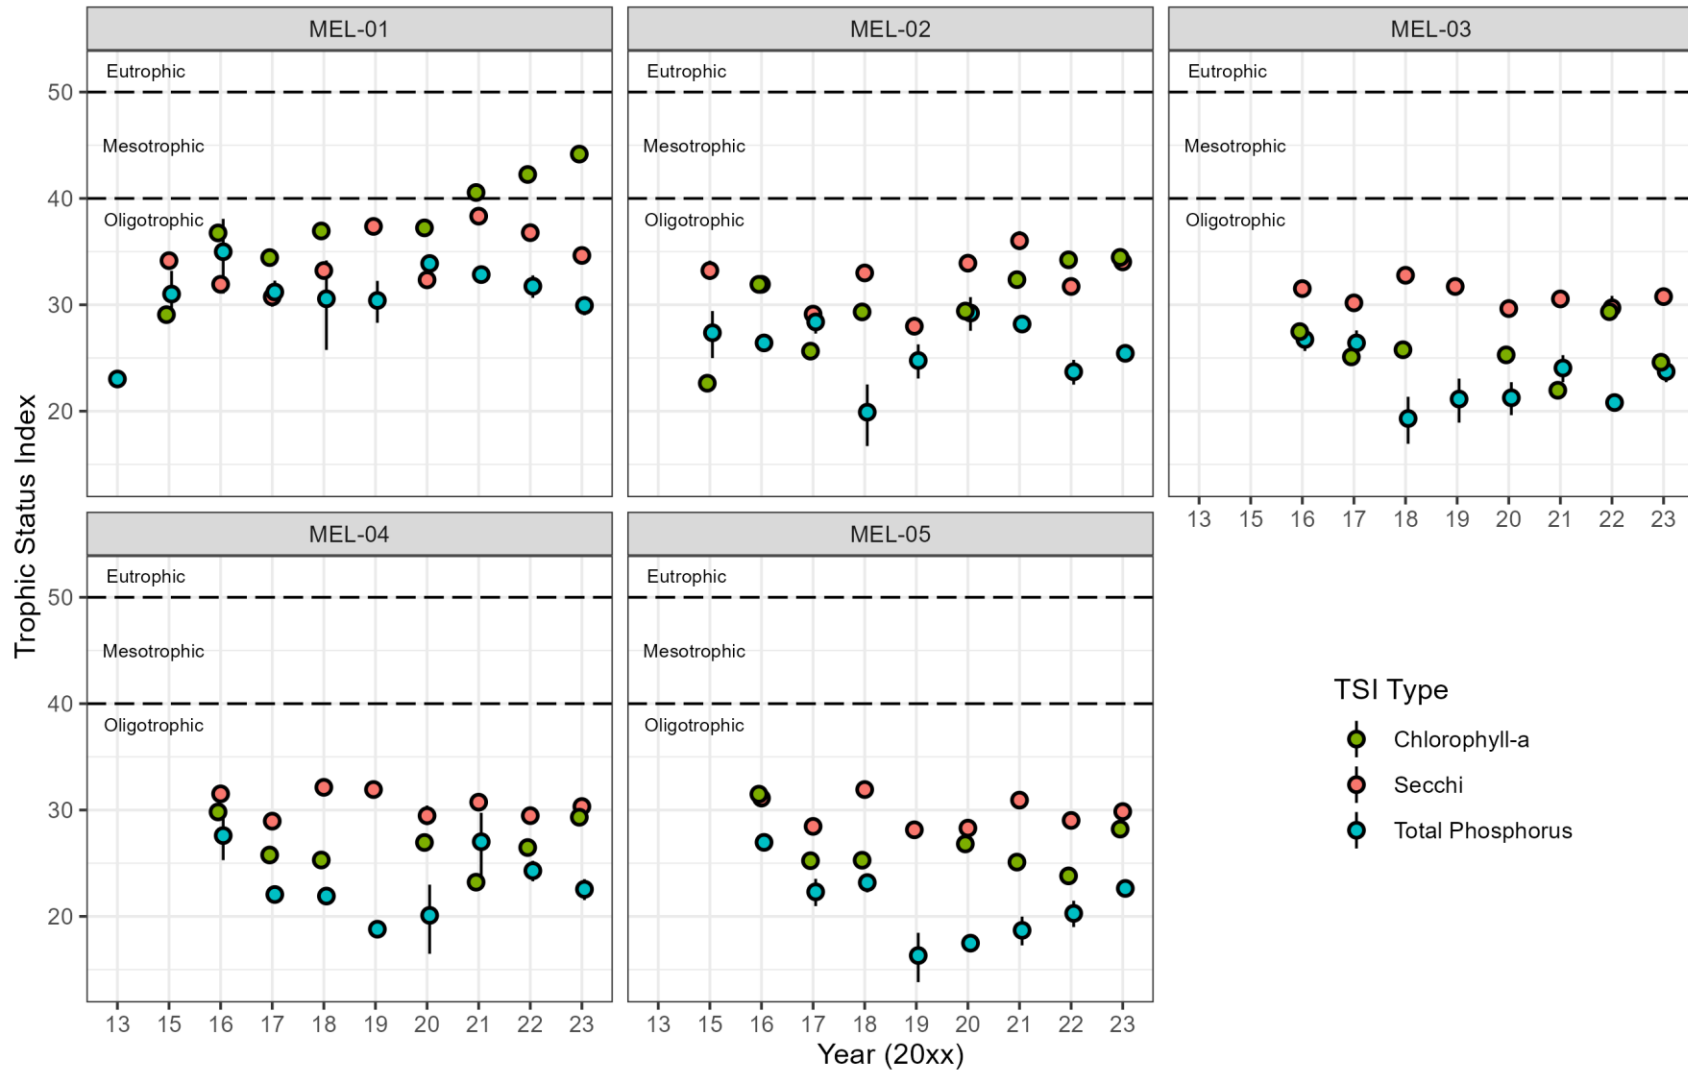 MEL-01 MEL-02 MEL-03
Eutrophic Eutrophic Eutrophic
50
Mesotrophic Mesotrophic Mesotrophic
40
Oligotrophic Oligotrophic Oligotrophic
30
20
13 15 16 17 18 19 20 21 22 23
MEL-04 MEL-05
Eutrophic Eutrophic
50
Mesotrophic Mesotrophic
40
Oligotrophic Oligotrophic
30
20
13 15 16 17 18 19 20 21 22 23 13 15 16 17 18 19 20 21 22 23
Trophic Status Index
Year (20xx)
TSI Type
Chlorophyll-a
Secchi
Total Phosphorus